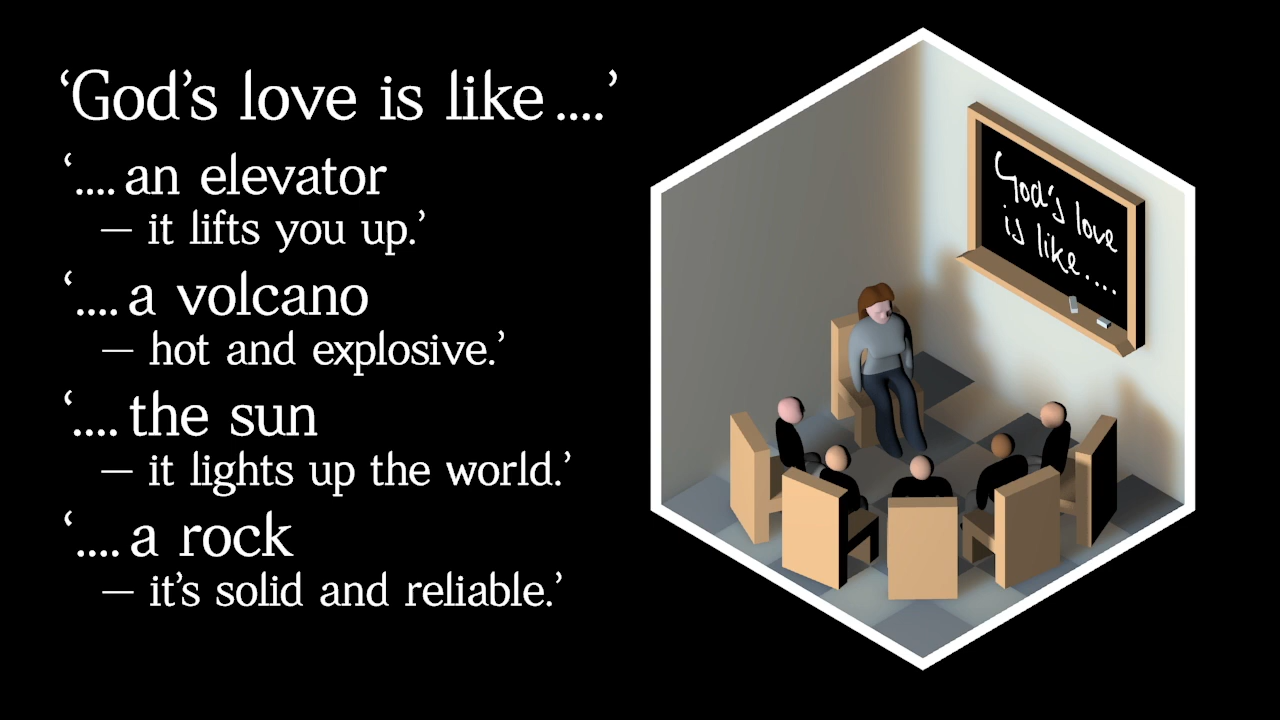 ‘God’s love is like ....’
‘.... an elevator
— it lifts you up.’
‘.... a volcano
— hot and explosive.’
‘.... the sun
— it lights up the world.’
‘.... a rock
— it’s solid and reliable.’
God's love
is like....